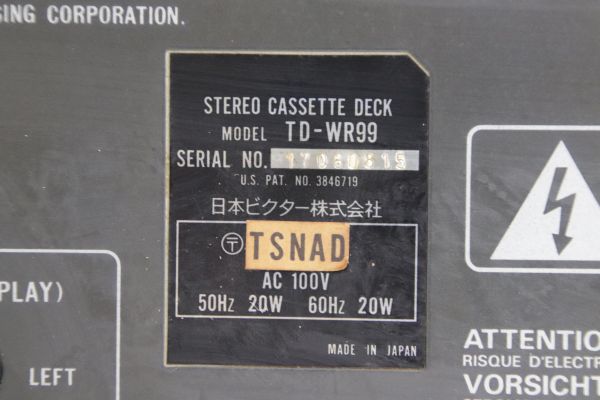 SING CORPORATION.
STEREO CASSETTE DECK
MODEL TD-WR99
SERIAL NO.
U.S. PAT. NO. 3846719
日本ビクター株式会社
〒 TSNAD
AC 100V
50Hz 20W 60Hz 20W
MADE IN JAPAN
PLAY)
LEFT
ATTENTIO
RISQUE D'ELECTR
VORSICHT